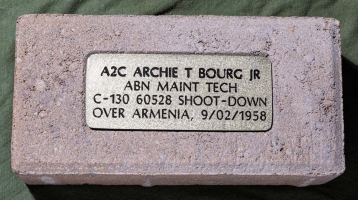 A2C ARCHIE T BOURG JR
ABN MAINT TECH
C-130 60528 SHOOT-DOWN
OVER ARMENIA, 9/02/1958